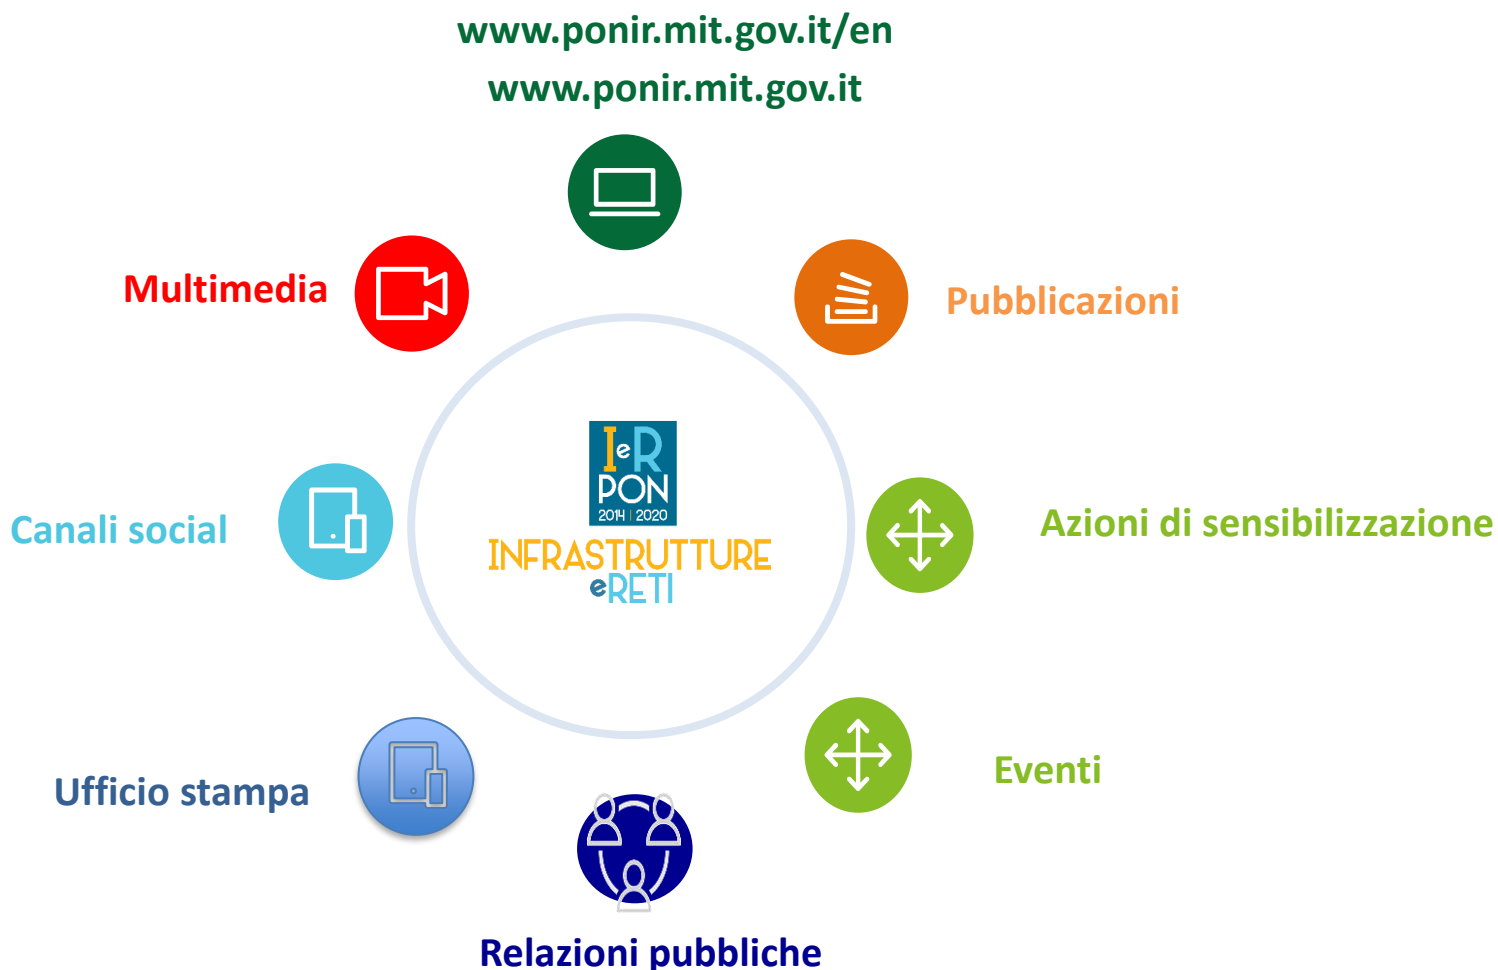 www.ponir.mit.gov.it/en
www.ponir.mit.gov.it
Multimedia
Pubblicazioni
IeR
PON
2014 | 2020
INFRASTRUTTURE
eRETI
Canali social
Azioni di sensibilizzazione
Ufficio stampa
Eventi
Relazioni pubbliche